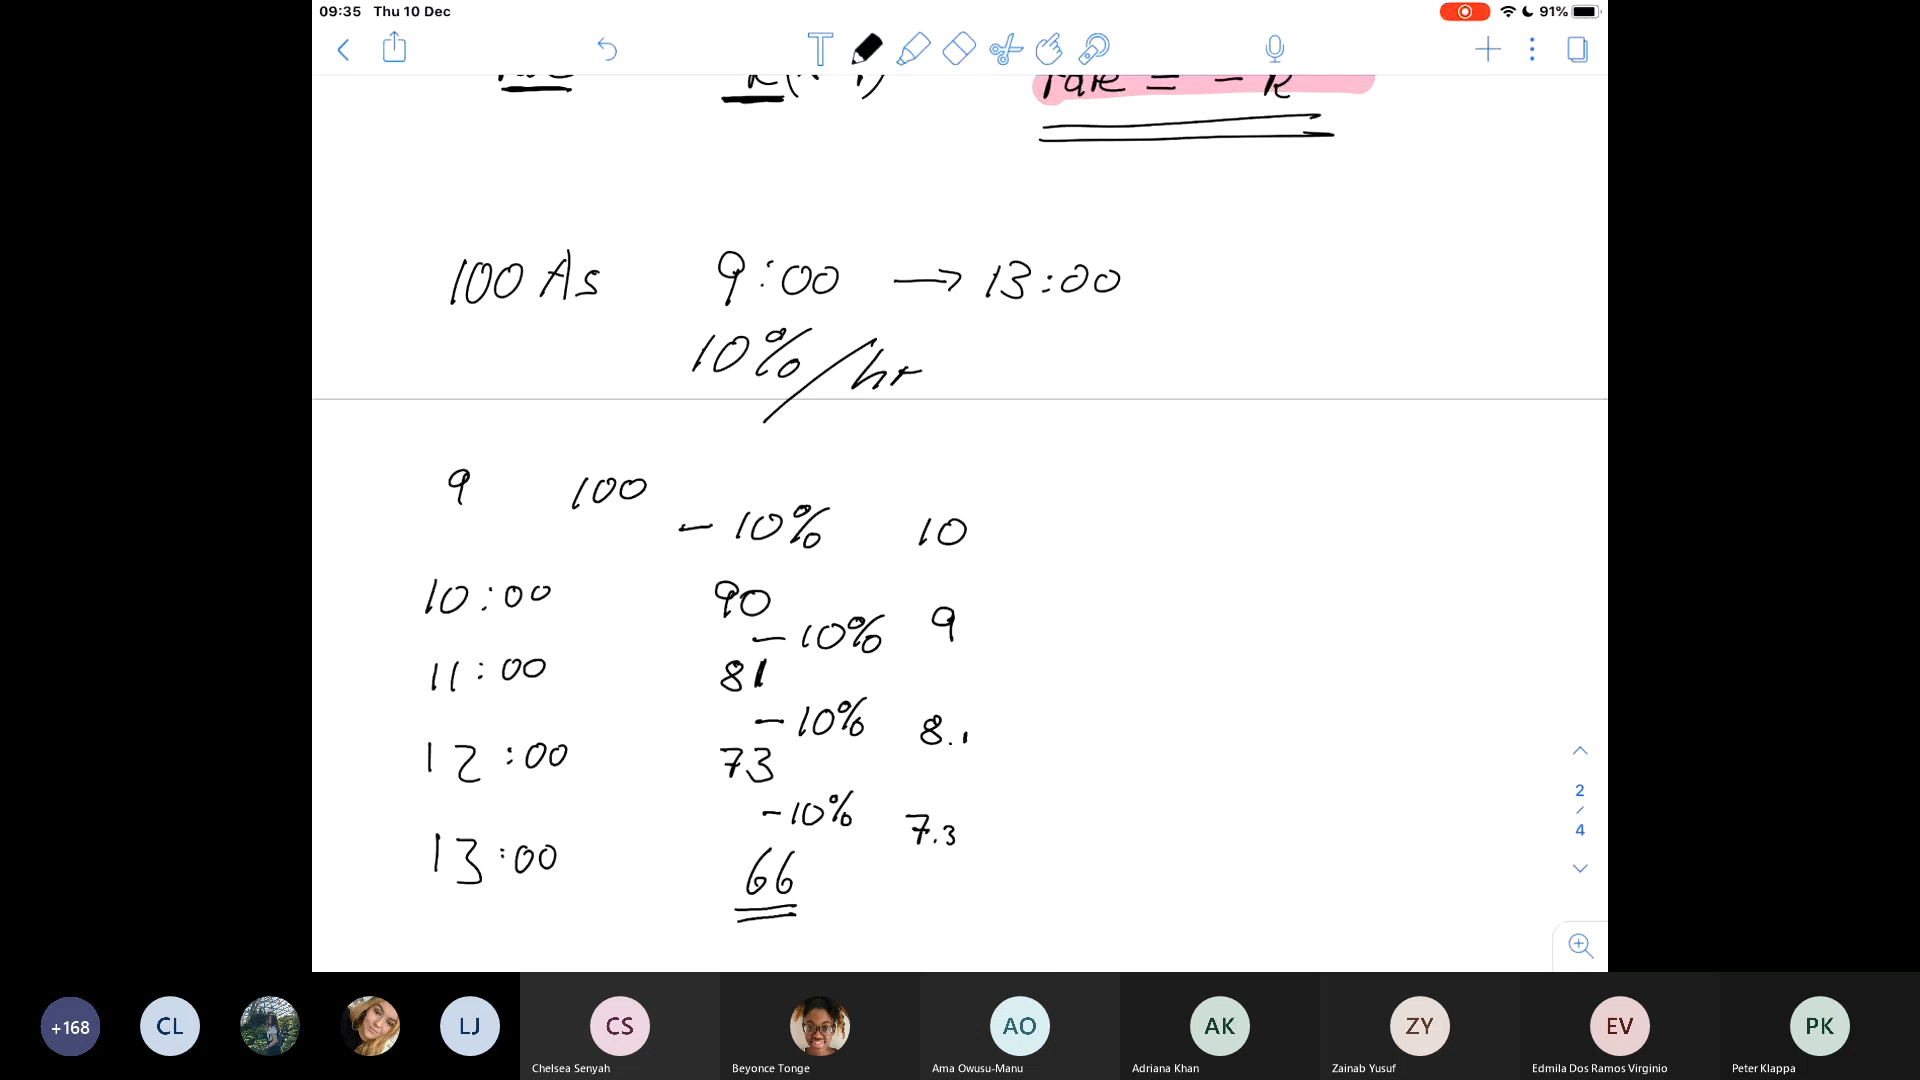 09:35 Thu 10 Dec 91%
rate = - k
100 As 9:00 → 13:00
10%/hr
9 100
- 10% 10
10:00 90
- 10% 9
11:00 81
- 10% 8.1
12:00 73
- 10% 7.3
13:00 66
2
/
4
+168 CL LJ CS AO AK ZY EV PK
Chelsea Senyah Beyonce Tonge Ama Owusu-Manu Adriana Khan Zainab Yusuf Edmila Dos Ramos Virginio Peter Klappa